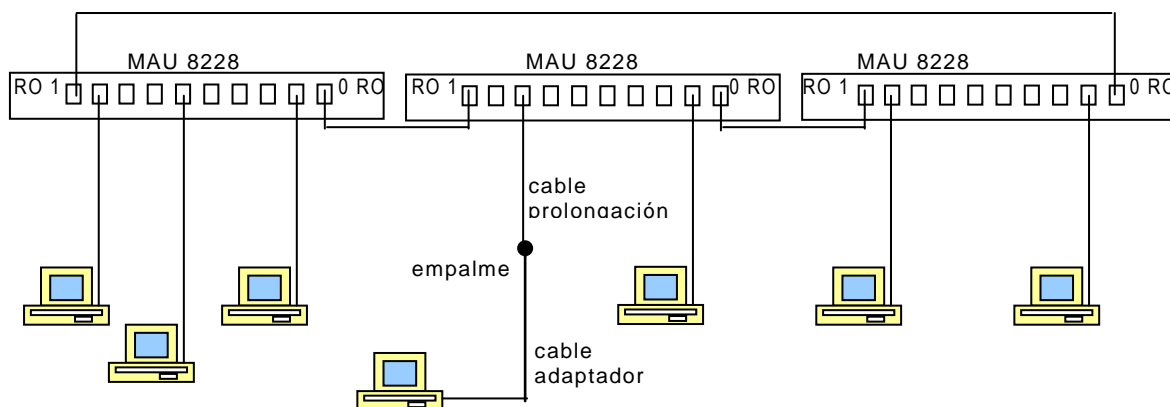 MAU 8228
MAU 8228
MAU 8228
RO 1
0 RO
RO 1
0 RO
RO 1
0 RO
cable
prolongación
empalme
cable
adaptador